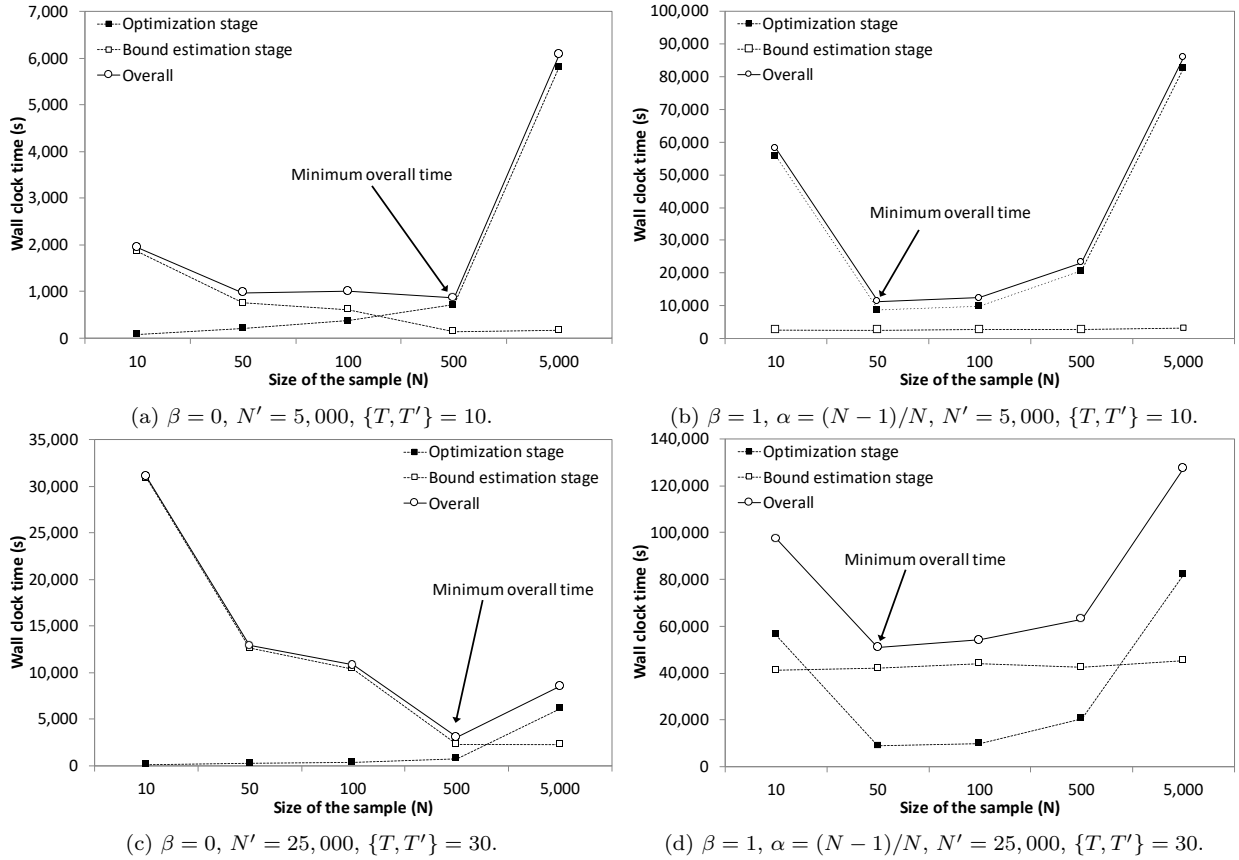 7,000
6,000
5,000
4,000
3,000
2,000
1,000
0
Wall clock time (s)
Optimization stage
Bound estimation stage
Overall
Minimum overall time
10 50 100 500 5,000
Size of the sample (N)
(a) β = 0, N′ = 5,000, {T, T′} = 10.
100,000
90,000
80,000
70,000
60,000
50,000
40,000
30,000
20,000
10,000
0
Wall clock time (s)
Optimization stage
Bound estimation stage
Overall
Minimum overall time
10 50 100 500 5,000
Size of the sample (N)
(b) β = 1, α = (N − 1)/N, N′ = 5,000, {T, T′} = 10.
35,000
30,000
25,000
20,000
15,000
10,000
5,000
0
Wall clock time (s)
Optimization stage
Bound estimation stage
Overall
Minimum overall time
10 50 100 500 5,000
Size of the sample (N)
(c) β = 0, N′ = 25,000, {T, T′} = 30.
140,000
120,000
100,000
80,000
60,000
40,000
20,000
0
Wall clock time (s)
Optimization stage
Bound estimation stage
Overall
Minimum overall time
10 50 100 500 5,000
Size of the sample (N)
(d) β = 1, α = (N − 1)/N, N′ = 25,000, {T, T′} = 30.